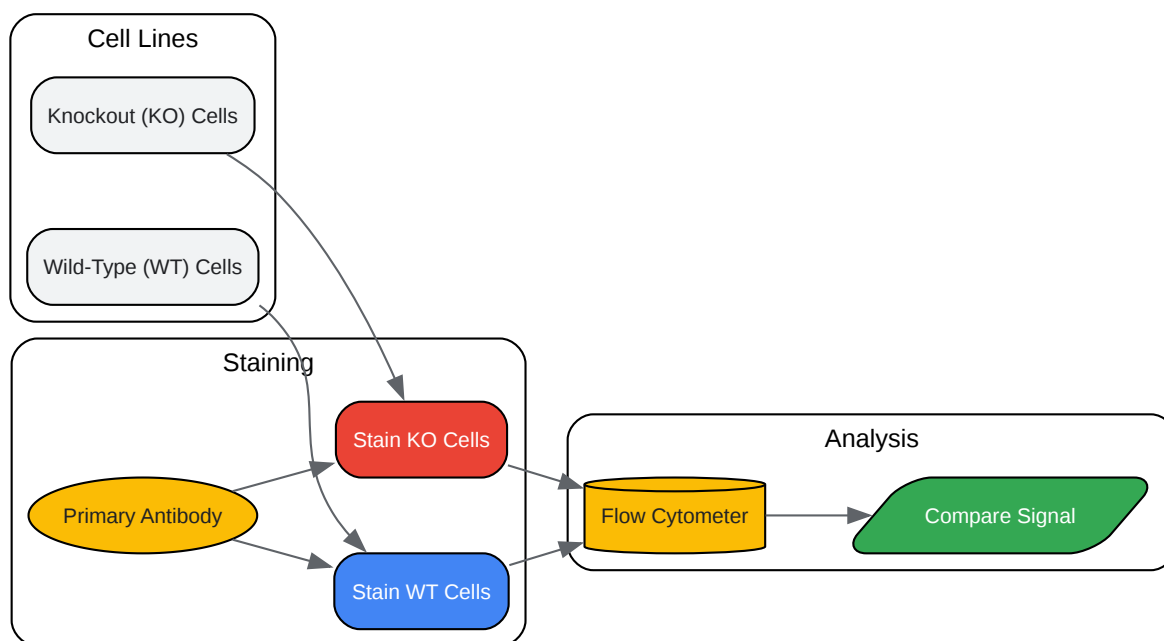 Cell Lines
Knockout (KO) Cells
Wild-Type (WT) Cells
Staining
Stain KO Cells
Primary Antibody
Stain WT Cells
Analysis
Flow Cytometer
Compare Signal